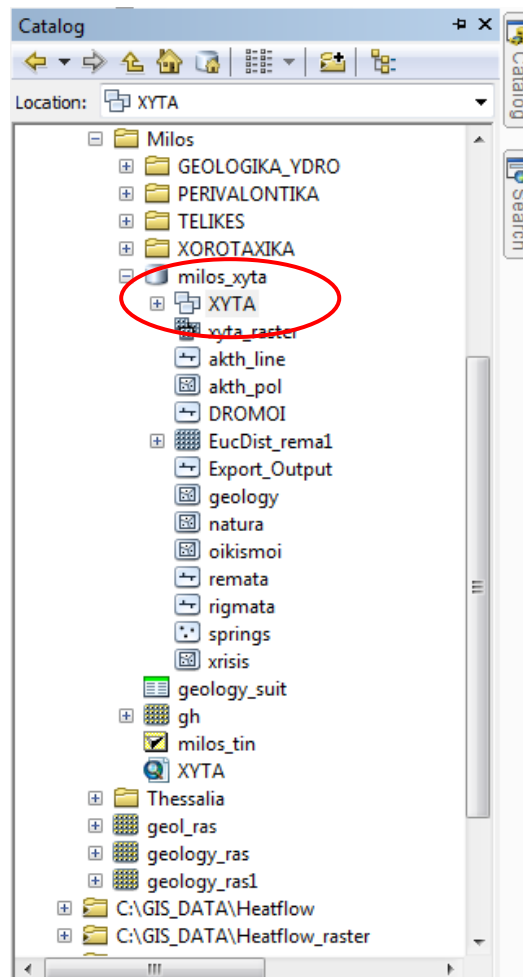 Catalog
Location: XYTA
Milos
GEOLOGIKA_YDRO
PERIVALONTIKA
TELIKES
XOROTAXIKA
milos_xyta
XYTA
xyta_raster
akth_line
akth_pol
DROMOI
EucDist_rema1
Export_Output
geology
natura
oikismoi
remata
rigmata
springs
xrisis
geology_suit
gh
milos_tin
XYTA
Thessalia
geol_ras
geology_ras
geology_ras1
C:\GIS_DATA\Heatflow
C:\GIS_DATA\Heatflow_raster
Catalog
Search